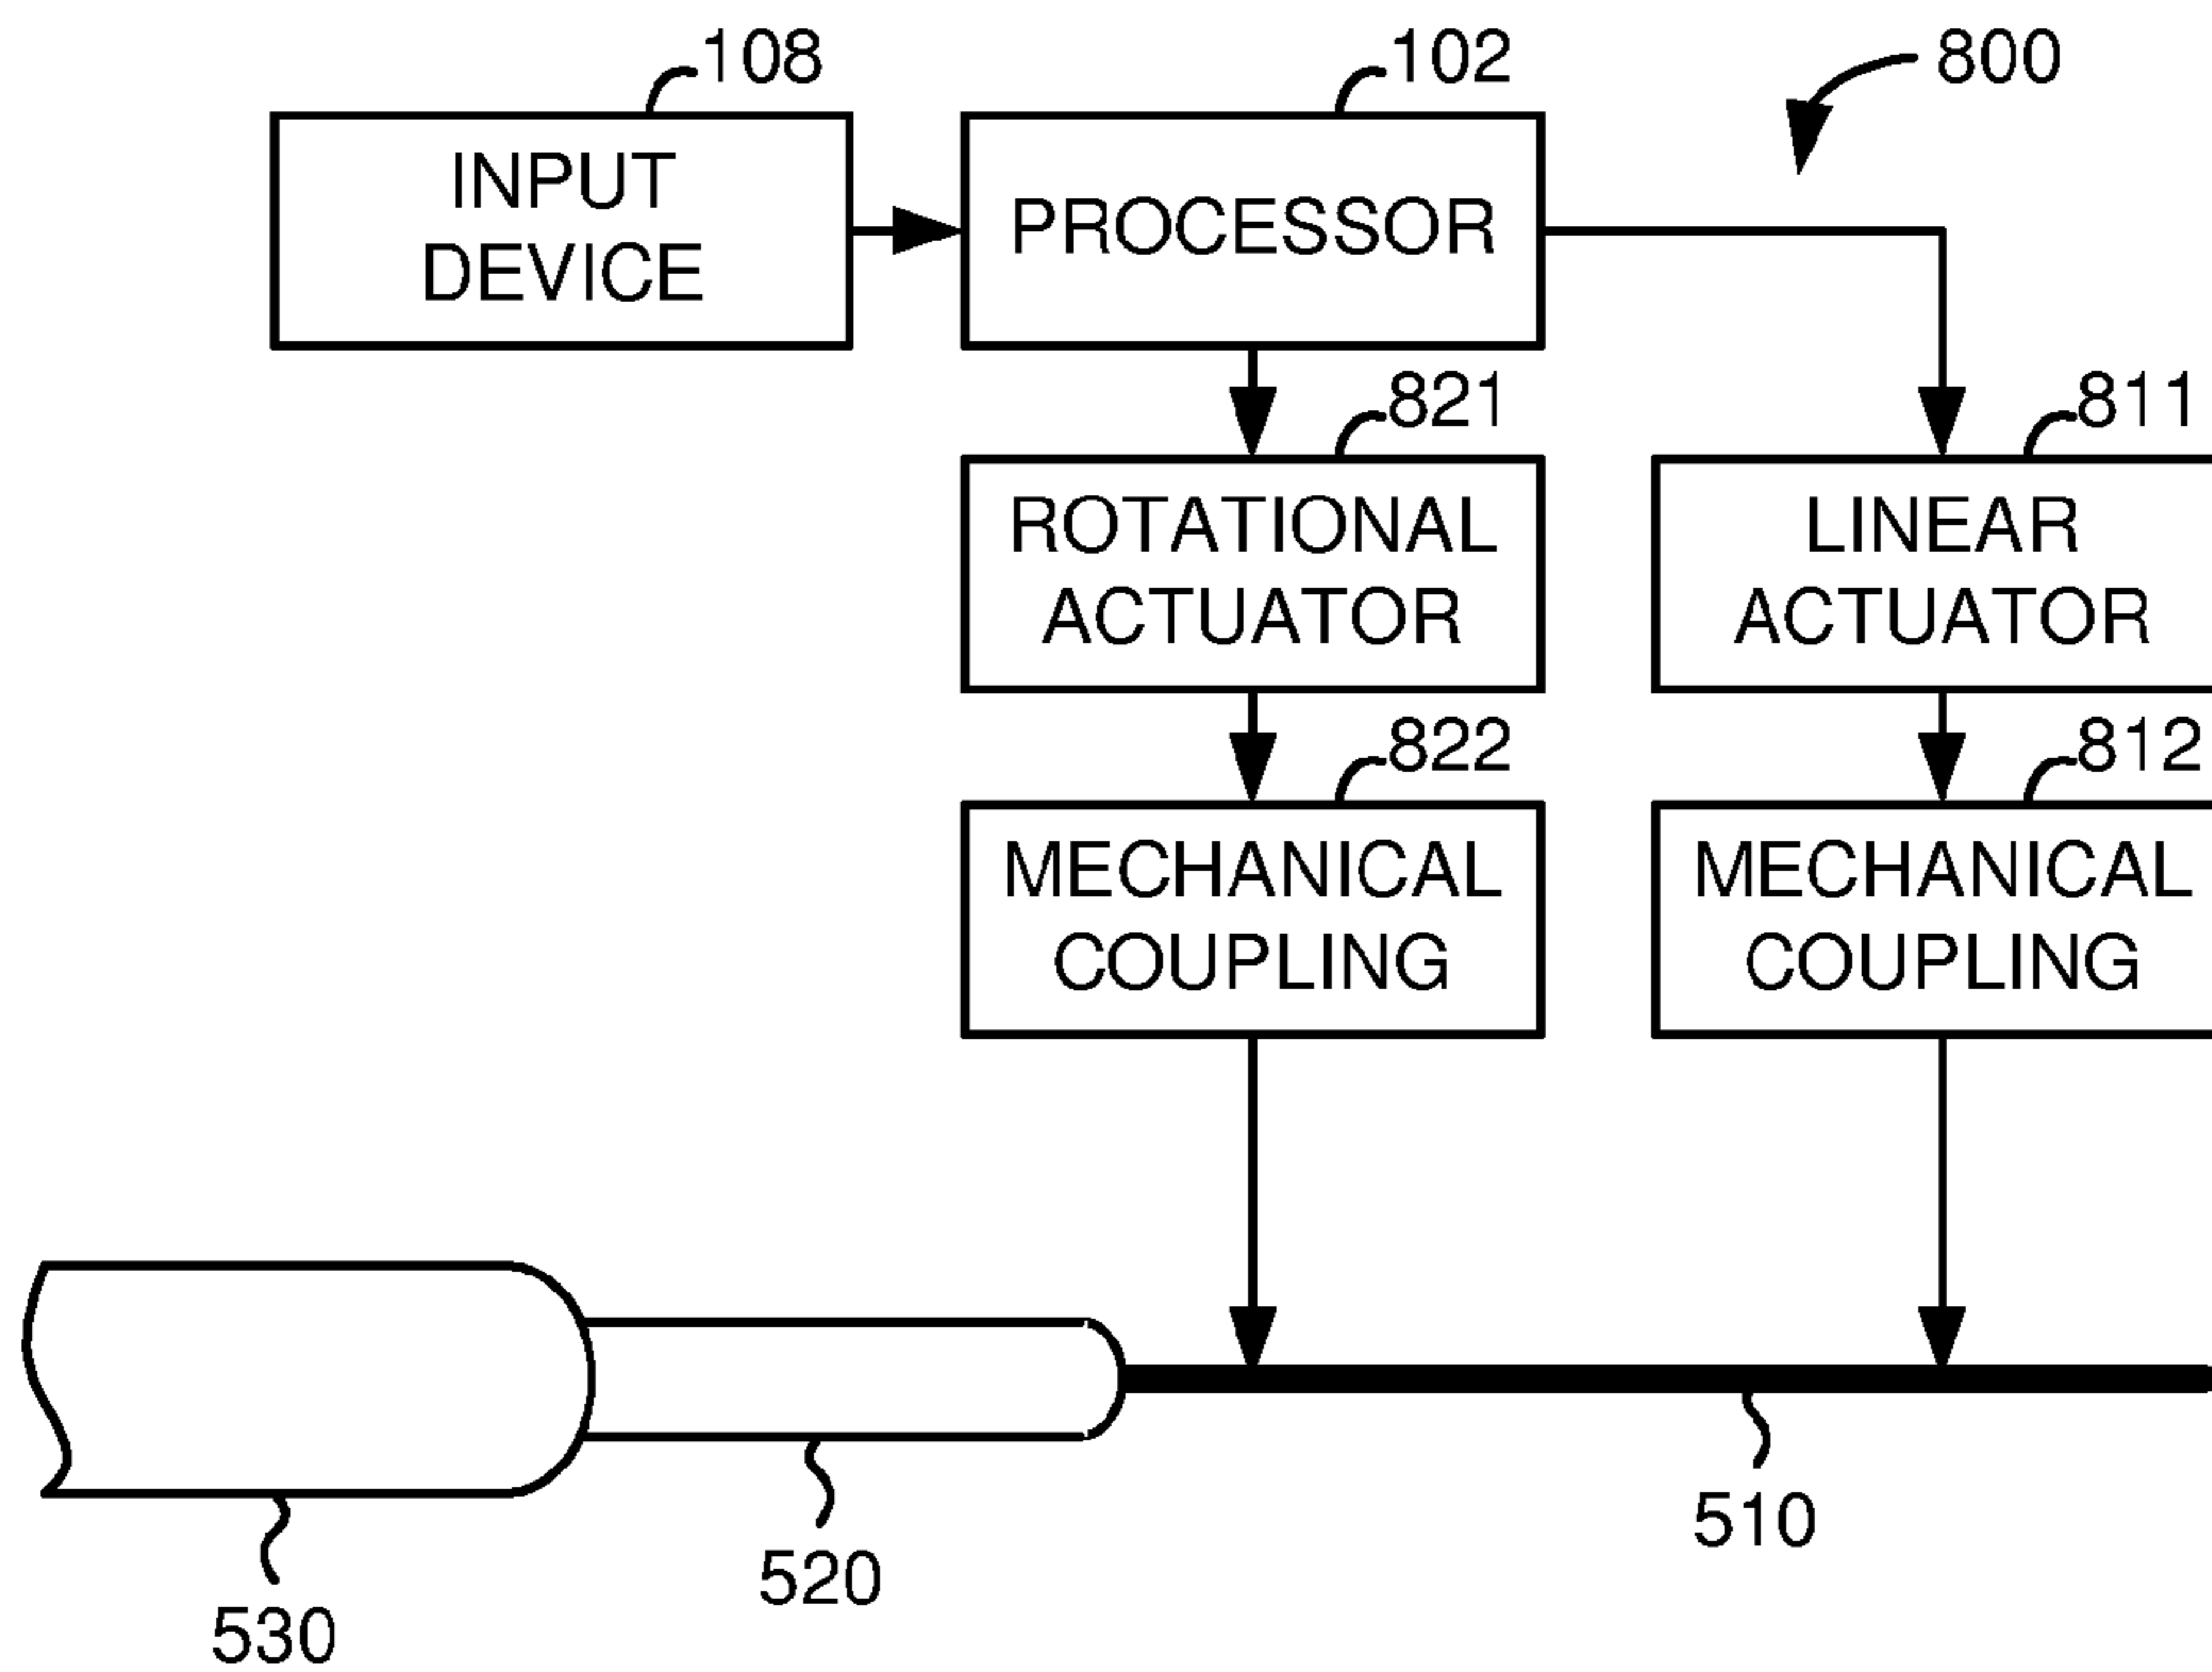 108
102
800
INPUT
DEVICE
PROCESSOR
821
811
ROTATIONAL
ACTUATOR
LINEAR
ACTUATOR
822
812
MECHANICAL
COUPLING
MECHANICAL
COUPLING
510
520
530